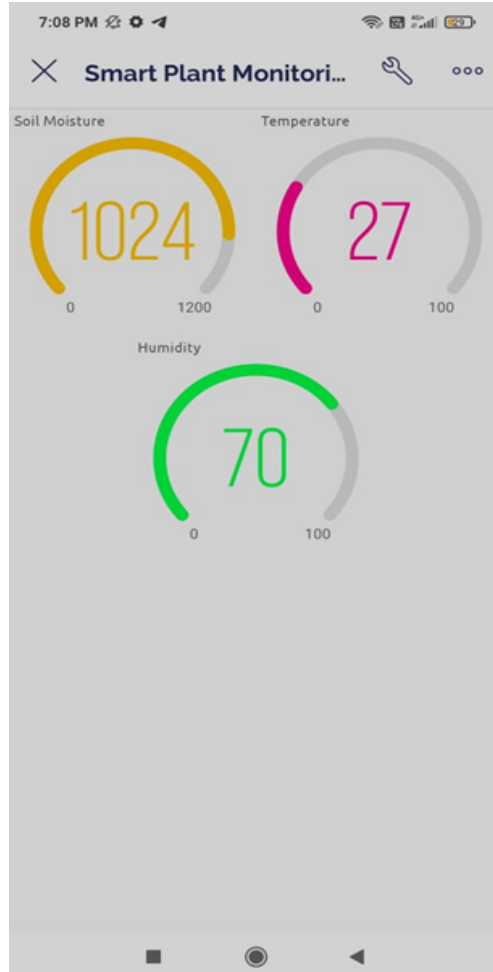 7:08 PM 29
Smart Plant Monitori...
Soil Moisture Temperature
1024 27
0 1200 0 100
Humidity
70
0 100